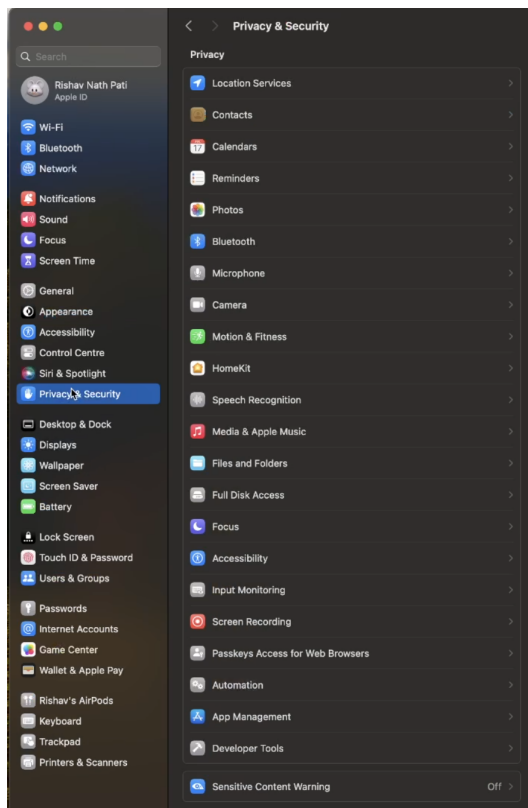 Privacy & Security
Search
Rishav Nath Pati
Apple ID
Wi-Fi
Bluetooth
Network
Notifications
Sound
Focus
Screen Time
General
Appearance
Accessibility
Control Centre
Siri & Spotlight
Privacy & Security
Desktop & Dock
Displays
Wallpaper
Screen Saver
Battery
Lock Screen
Touch ID & Password
Users & Groups
Passwords
Internet Accounts
Game Center
Wallet & Apple Pay
Rishav's AirPods
Keyboard
Trackpad
Printers & Scanners
Privacy
Location Services
Contacts
17
Calendars
Reminders
Photos
Bluetooth
Microphone
Camera
Motion & Fitness
HomeKit
Speech Recognition
Media & Apple Music
Files and Folders
Full Disk Access
Focus
Accessibility
Input Monitoring
Screen Recording
Passkeys Access for Web Browsers
Automation
App Management
Developer Tools
Sensitive Content Warning Off